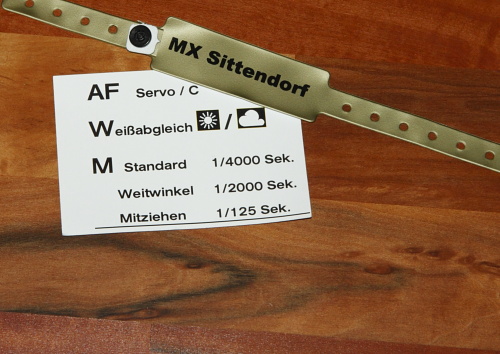 MX Sittendorf
AF Servo / C
Weißabgleich /
M Standard 1/4000 Sek.
Weitwinkel 1/2000 Sek.
Mitziehen 1/125 Sek.